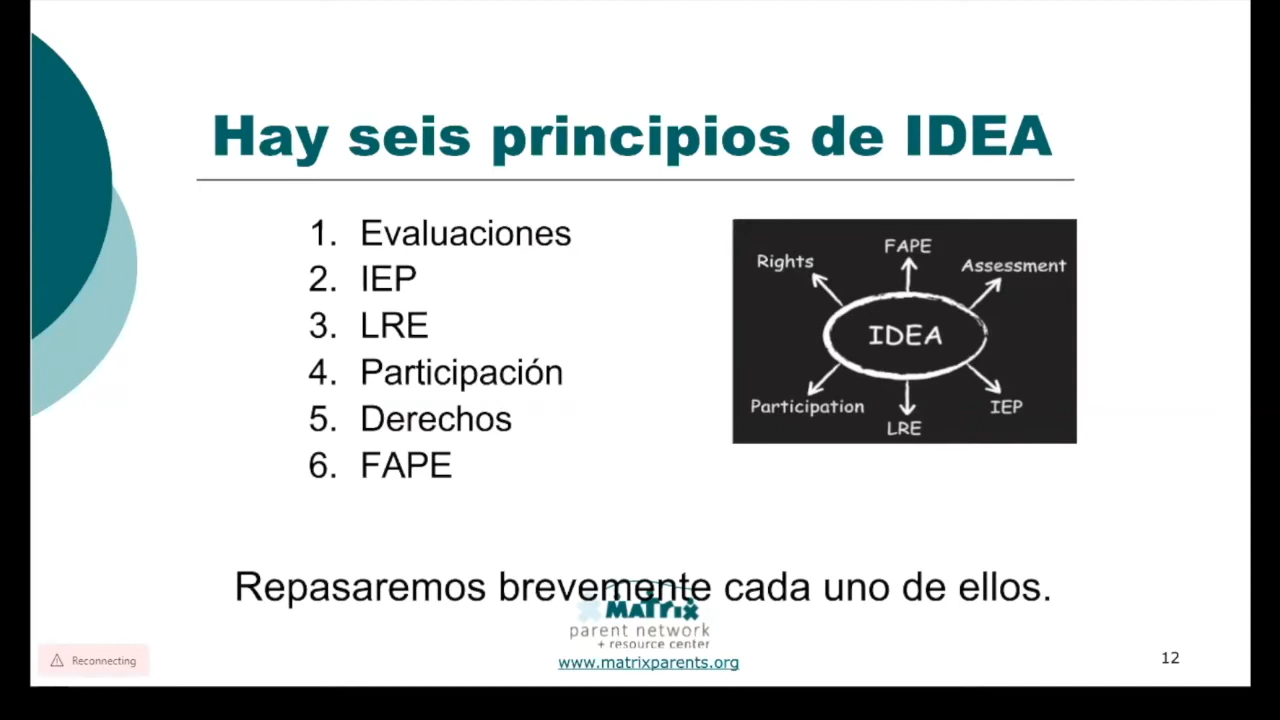 Hay seis principios de IDEA
1. Evaluaciones
2. IEP
3. LRE
4. Participación
5. Derechos
6. FAPE
FAPE
Rights
Assessment
IDEA
Participation
IEP
LRE
Repasaremos brevemente cada uno de ellos.
MATRIX
parent network
+ resource center
www.matrixparents.org
Reconnecting
12